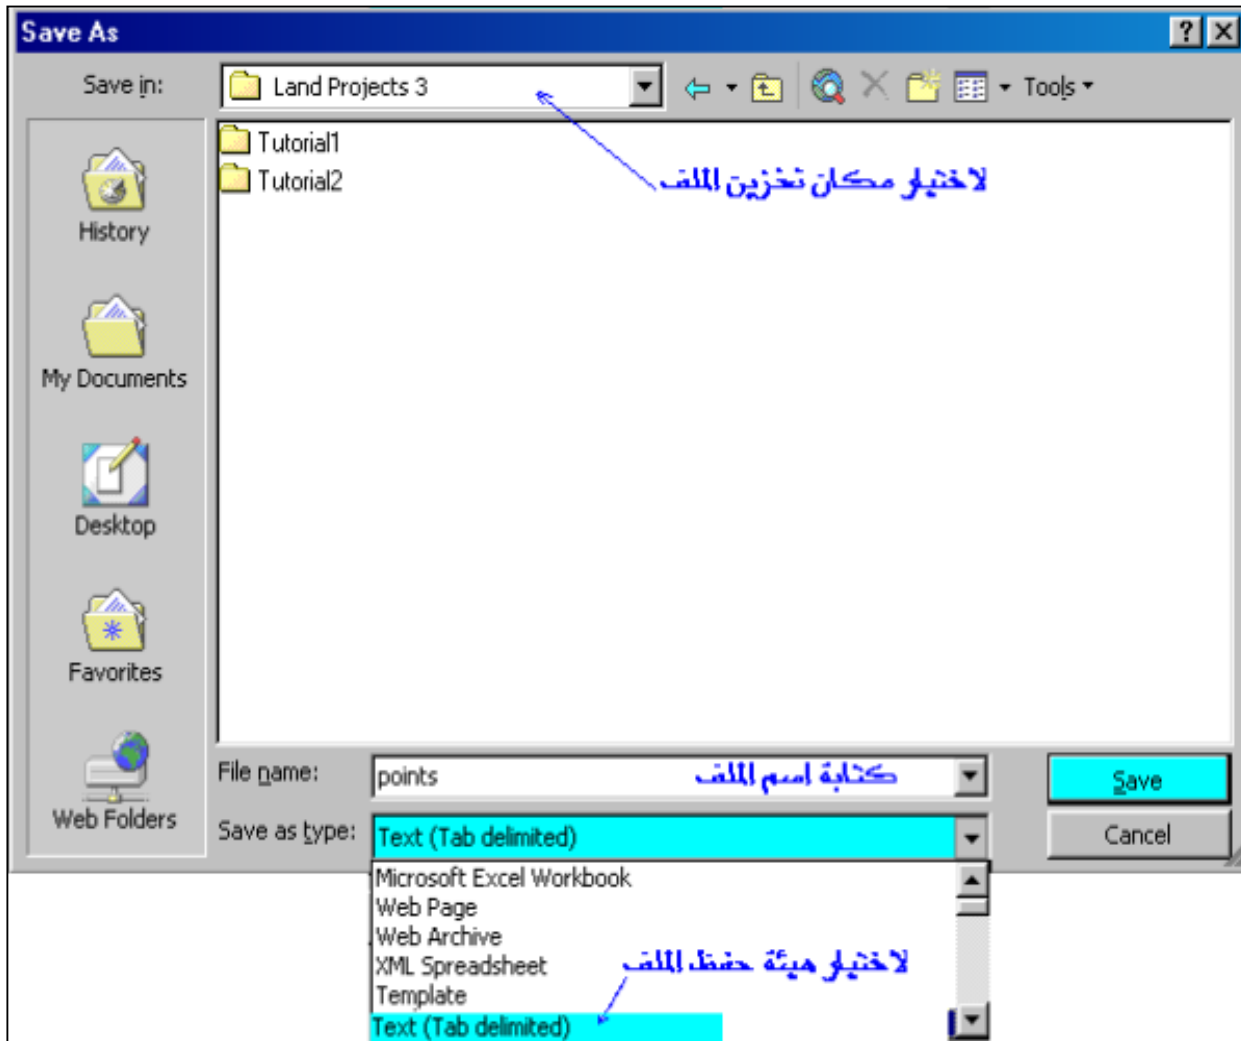 Save As
Save in:
Land Projects 3
Tools
Tutorial1
Tutorial2
لاختيار مكان تخزين الملف
History
My Documents
Desktop
Favorites
Web Folders
File name:
points
كتابة اسم الملف
Save
Save as type:
Text (Tab delimited)
Cancel
Microsoft Excel Workbook
Web Page
Web Archive
XML Spreadsheet
لاختيار هيئة حفظ الملف
Template
Text (Tab delimited)